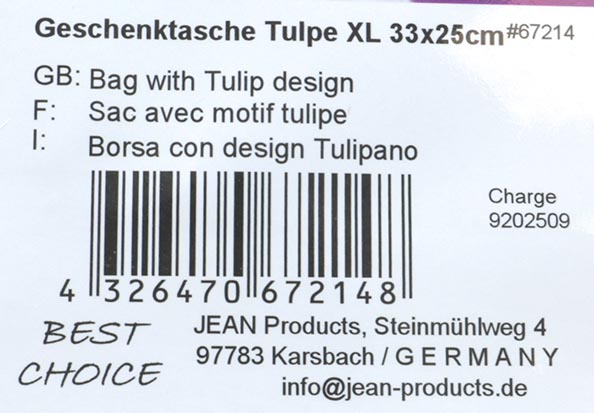 Geschenktasche Tulpe XL 33x25cm #67214
GB: Bag with Tulip design
F: Sac avec motif tulipe
I: Borsa con design Tulipano
Charge
9202509
4 326470 672148
BEST
CHOICE
JEAN Products, Steinmühlweg 4
97783 Karsbach / G E R M A N Y
info@jean-products.de